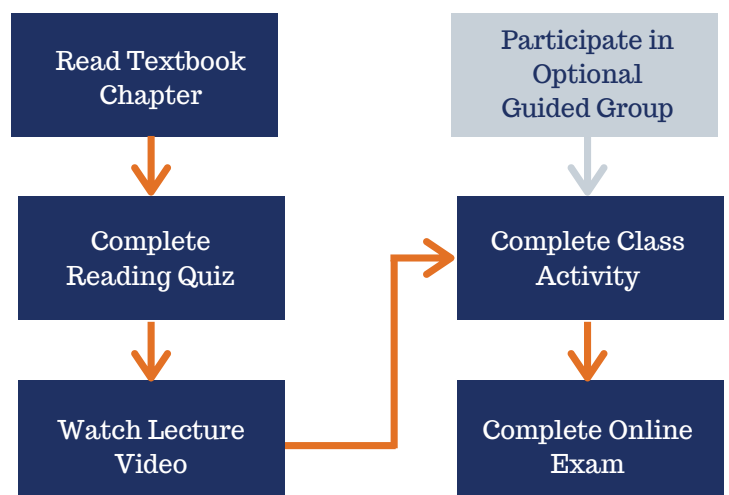 Read Textbook
Chapter
Complete
Reading Quiz
Watch Lecture
Video
Participate in
Optional
Guided Group
Complete Class
Activity
Complete Online
Exam